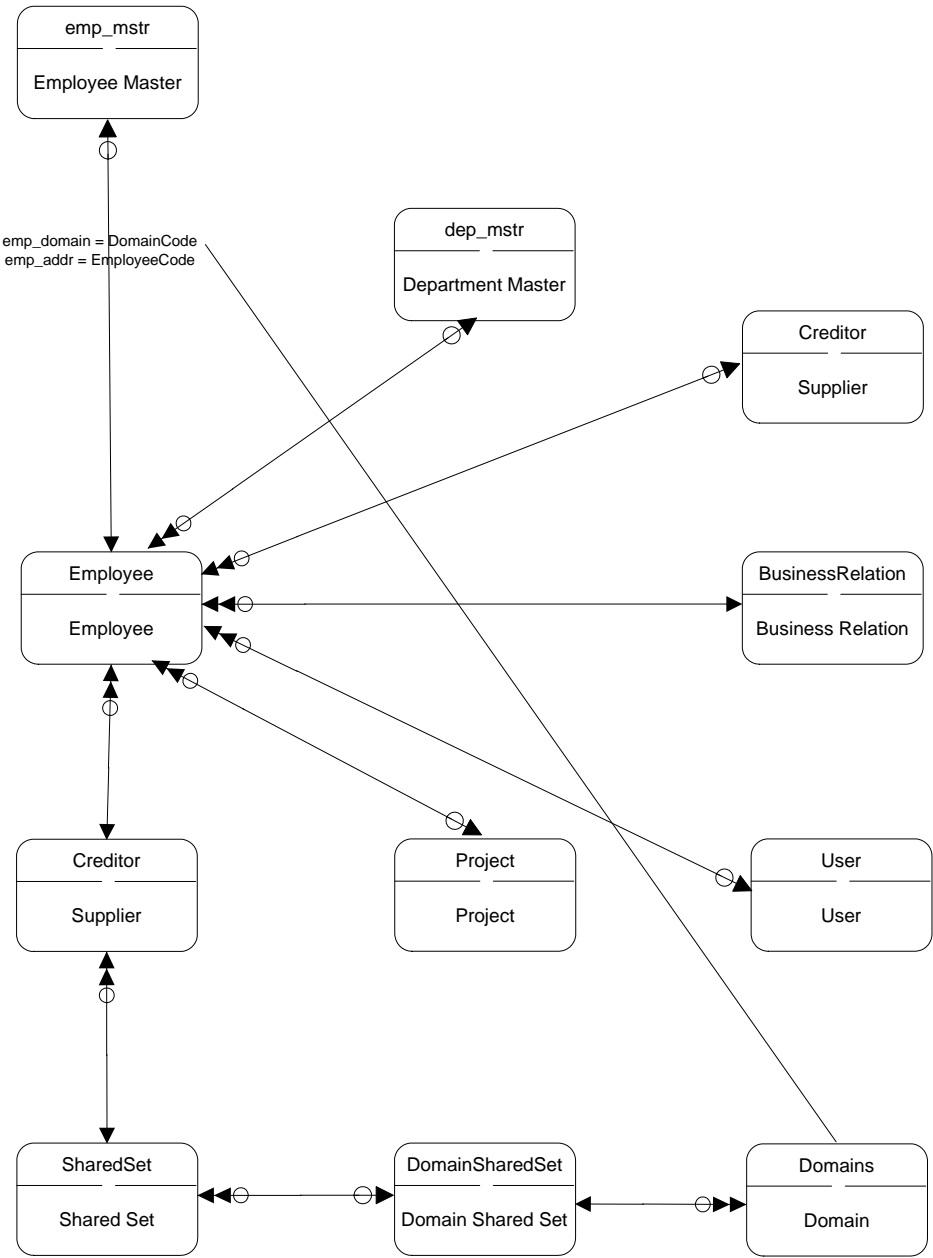 emp_mstr
Employee Master
emp_domain = DomainCode
emp_addr = EmployeeCode
dep_mstr
Department Master
Creditor
Supplier
Employee
Employee
BusinessRelation
Business Relation
Creditor
Supplier
Project
Project
User
User
SharedSet
Shared Set
DomainSharedSet
Domain Shared Set
Domains
Domain